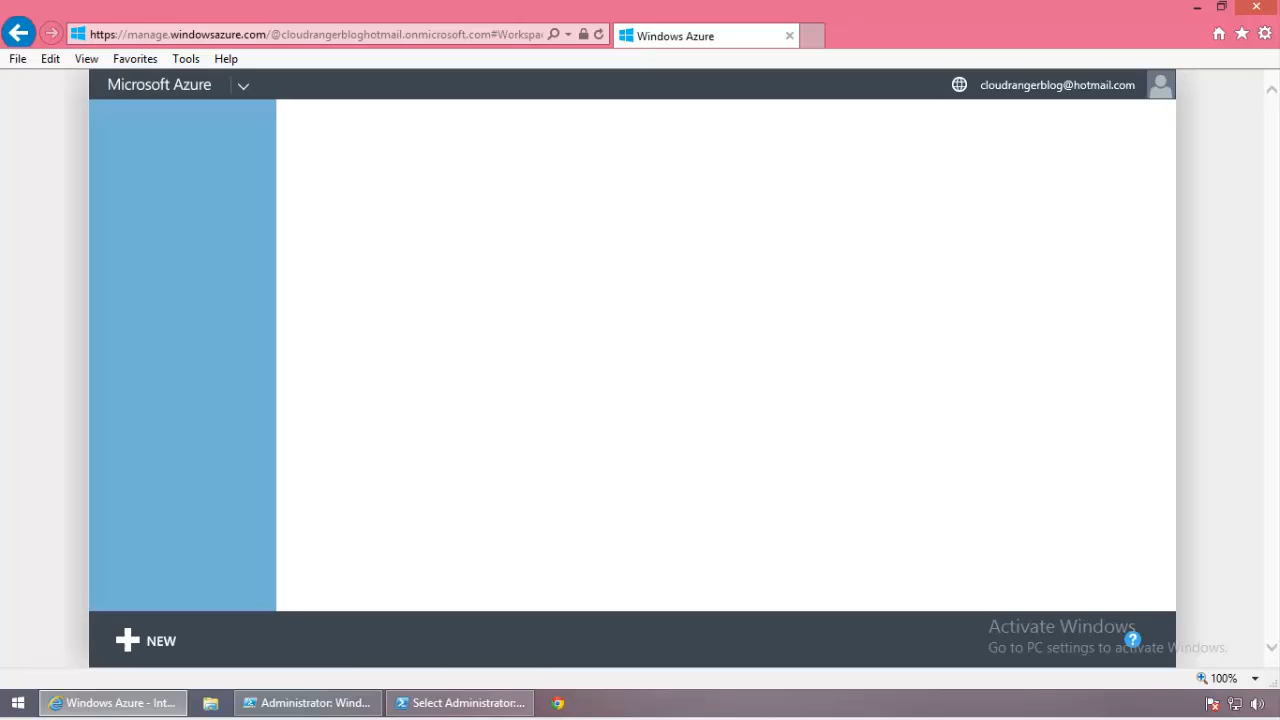 https://manage.windowsazure.com/@cloudrangerbloghotmail.onmicrosoft.com#Workspac
Windows Azure
File Edit View Favorites Tools Help
Microsoft Azure
cloudrangerblog@hotmail.com
NEW
Activate Windows
Go to PC settings to activate Windows.
?
100%
Windows Azure - Int...
Administrator: Wind...
Select Administrator:...